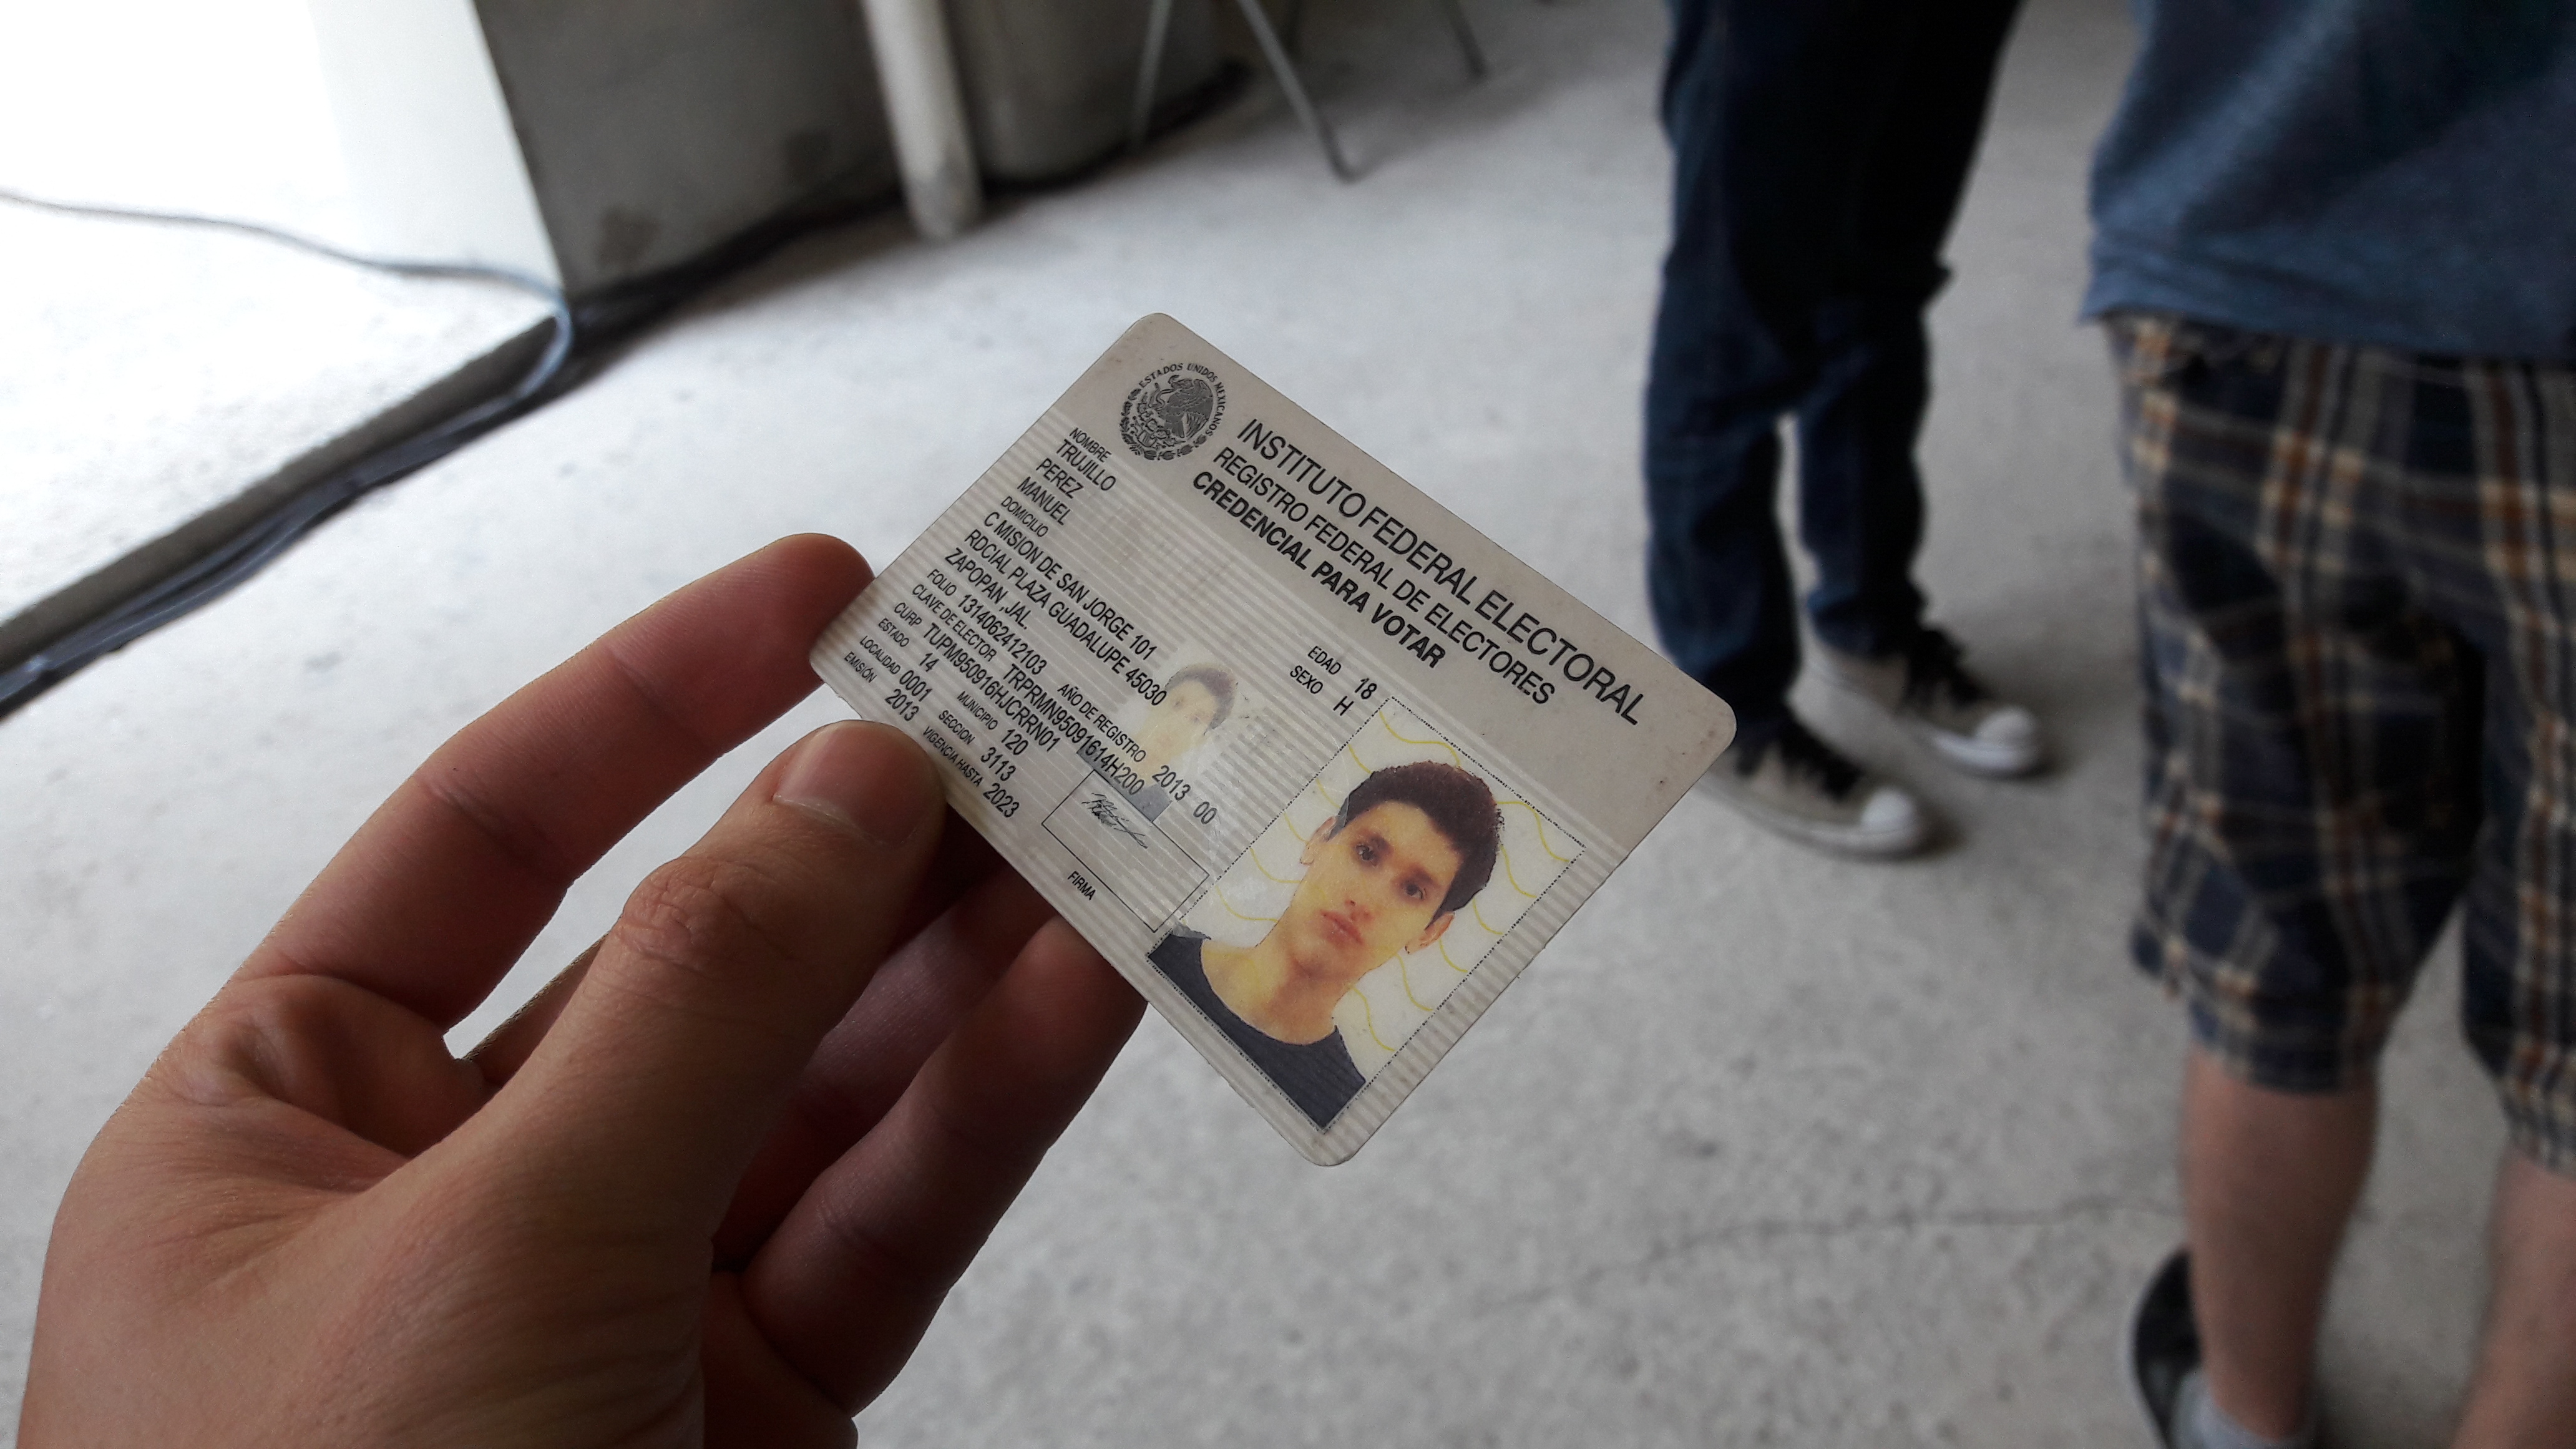 ESTADOS UNIDOS MEXICANOS
INSTITUTO FEDERAL ELECTORAL
REGISTRO FEDERAL DE ELECTORES
CREDENCIAL PARA VOTAR
NOMBRE
TRUJILLO
PEREZ
MANUEL
EDAD 18
SEXO H
DOMICILIO
C MISION DE SAN JORGE 101
RDCIAL PLAZA GUADALUPE 45030
ZAPOPAN ,JAL.
FOLIO 1314062412103 AÑO DE REGISTRO 2013 00
CLAVE DE ELECTOR TRPRMN95091614H200
CURP TUPM950916HJCRRN01
ESTADO 14 MUNICIPIO 120
LOCALIDAD 0001 SECCION 3113
EMISIÓN 2013 VIGENCIA HASTA 2023
FIRMA